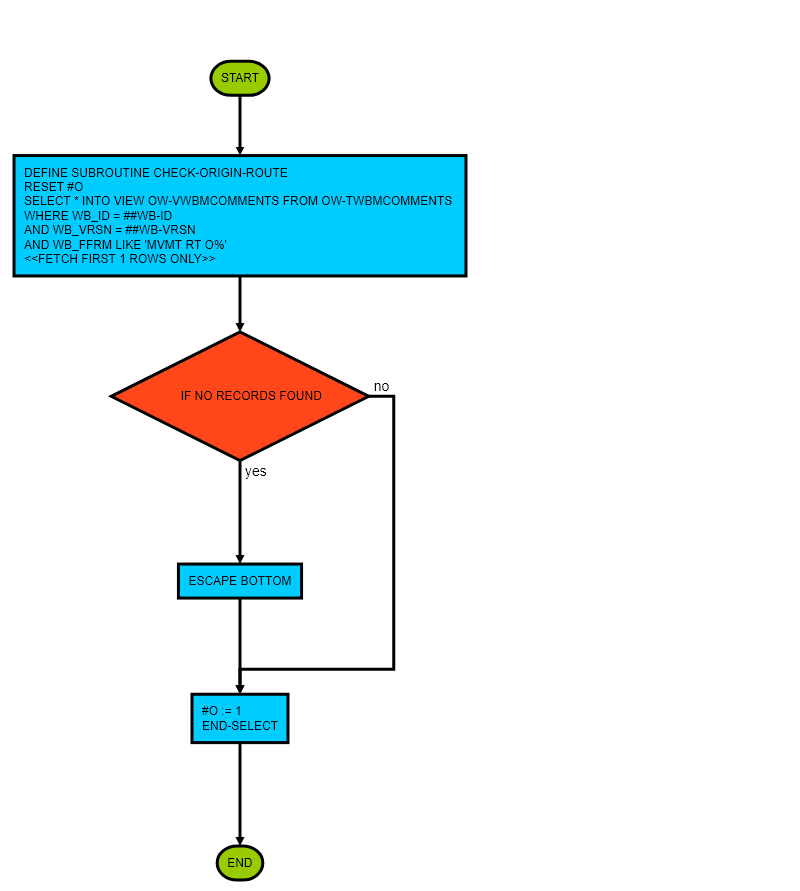 START
DEFINE SUBROUTINE CHECK-ORIGIN-ROUTE
RESET #O
SELECT * INTO VIEW OW-VWBMCOMMENTS FROM OW-TWBMCOMMENTS
WHERE WB_ID = ##WB-ID
AND WB_VRSN = ##WB-VRSN
AND WB_FFRM LIKE 'MVMT RT O%'
<<FETCH FIRST 1 ROWS ONLY>>
IF NO RECORDS FOUND
no
yes
ESCAPE BOTTOM
#O := 1
END-SELECT
END